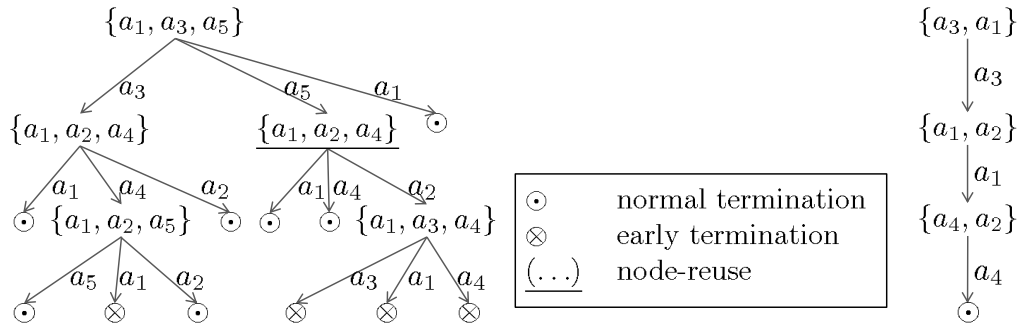 {a₁, a₃, a₅}
a₃ a₅ a₁
{a₁, a₂, a₄} {a₁, a₂, a₄}
a₁ a₄ a₂ a₁ a₄ a₂
{a₁, a₂, a₅} {a₁, a₃, a₄}
a₅ a₁ a₂ a₃ a₁ a₄
⊙ normal termination
⊗ early termination
(...) node-reuse
{a₃, a₁}
a₃
{a₁, a₂}
a₁
{a₄, a₂}
a₄